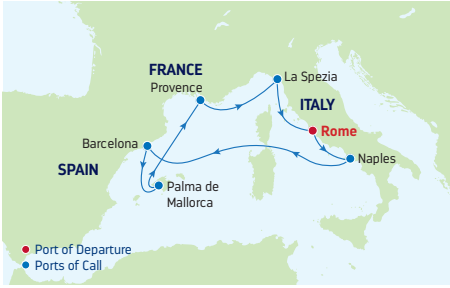 FRANCE
Provence
La Spezia
ITALY
Rome
Barcelona
Naples
SPAIN
Palma de
Mallorca
Port of Departure
Ports of Call